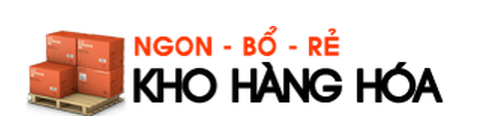 NGON - BỔ - RẺ
KHO HÀNG HÓA